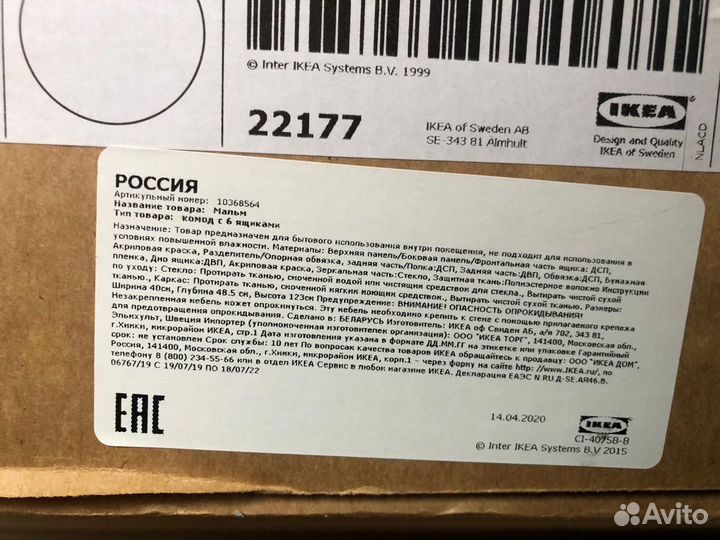 © Inter IKEA Systems B.V. 1999
22177
IKEA of Sweden AB
SE-343 81 Älmhult
IKEA
®
Design and Quality
IKEA of Sweden
NLACD
РОССИЯ
Артикульный номер: 10368564
Название товара: Мальм
Тип товара: комод с 6 ящиками
Назначение: Товар предназначен для бытового использования внутри помещения, не подходит для использования в
условиях повышенной влажности. Материалы: Верхняя панель/Боковая панель/Фронтальная часть ящика: ДСП,
Акриловая краска, Разделитель/Опорная обвязка, задняя часть/Полка:ДСП, Задняя часть:ДВП, Обвязка:ДСП, Бумажная
пленка, Дно ящика:ДВП, Акриловая краска, Зеркальная часть:Стекло, Защитная ткань:Полиэстерное волокно Инструкции
по уходу: Стекло: Протирать тканью, смоченной водой или чистящим средством для стекла., Вытирать чистой сухой
тканью., Каркас: Протирать тканью, смоченной мягким моющим средством., Вытирать чистой сухой тканью. Размеры:
Ширина 40см, Глубина 48.5 см, Высота 123см Предупреждение: ВНИМАНИЕ! ОПАСНОСТЬ ОПРОКИДЫВАНИЯ!
Незакрепленная мебель может опрокинуться. Эту мебель необходимо крепить к стене с помощью прилагаемого крепежа
для предотвращения опрокидывания. Сделано в: БЕЛАРУСЬ Изготовитель: ИКЕА оф Свиден АБ, а/я 702, 343 81,
Эльмхульт, Швеция Импортер (уполномоченная изготовителем организация): ООО "ИКЕА ТОРГ", 141400, Московская обл.,
г.Химки, микрорайон ИКЕА, стр.1 Дата изготовления указана в формате ДД.ММ.ГГ на этикетке или упаковке Гарантийный
срок: не установлен Срок службы: 10 лет По вопросам качества товаров ИКЕА обращайтесь к продавцу: ООО "ИКЕА ДОМ",
Россия, 141400, Московская обл., г.Химки, микрорайон ИКЕА, корп.1 - через форму на сайте http://www.IKEA.ru/, по
телефону 8 (800) 234-55-66 или в отдел ИКЕА Сервис в любом магазине ИКЕА. Декларация ЕАЭС N RU Д-SE.АЯ46.В.
06767/19 С 19/07/19 ПО 18/07/22
EAC
14.04.2020
IKEA
CI-4075B-8
© Inter IKEA Systems B.V 2015
Avito